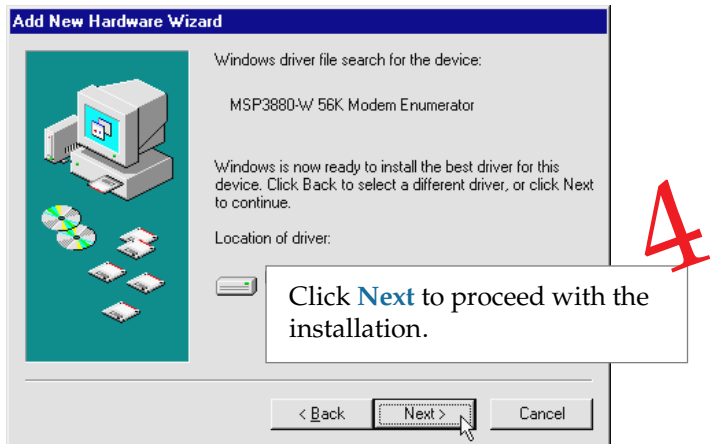 Add New Hardware Wizard
Windows driver file search for the device:
MSP3880-W 56K Modem Enumerator
Windows is now ready to install the best driver for this
device. Click Back to select a different driver, or click Next
to continue.
Location of driver:
4
Click Next to proceed with the
installation.
< Back
Next >
Cancel